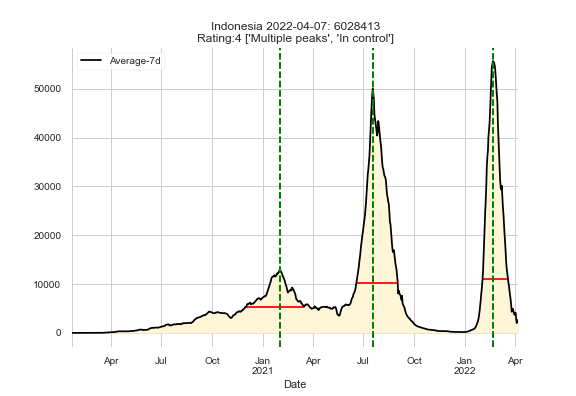 Indonesia 2022-04-07: 6028413
Rating:4 ['Multiple peaks', 'In control']
Average-7d
50000
40000
30000
20000
10000
0
Apr Jul Oct Jan Apr Jul Oct Jan Apr
2021 2022
Date